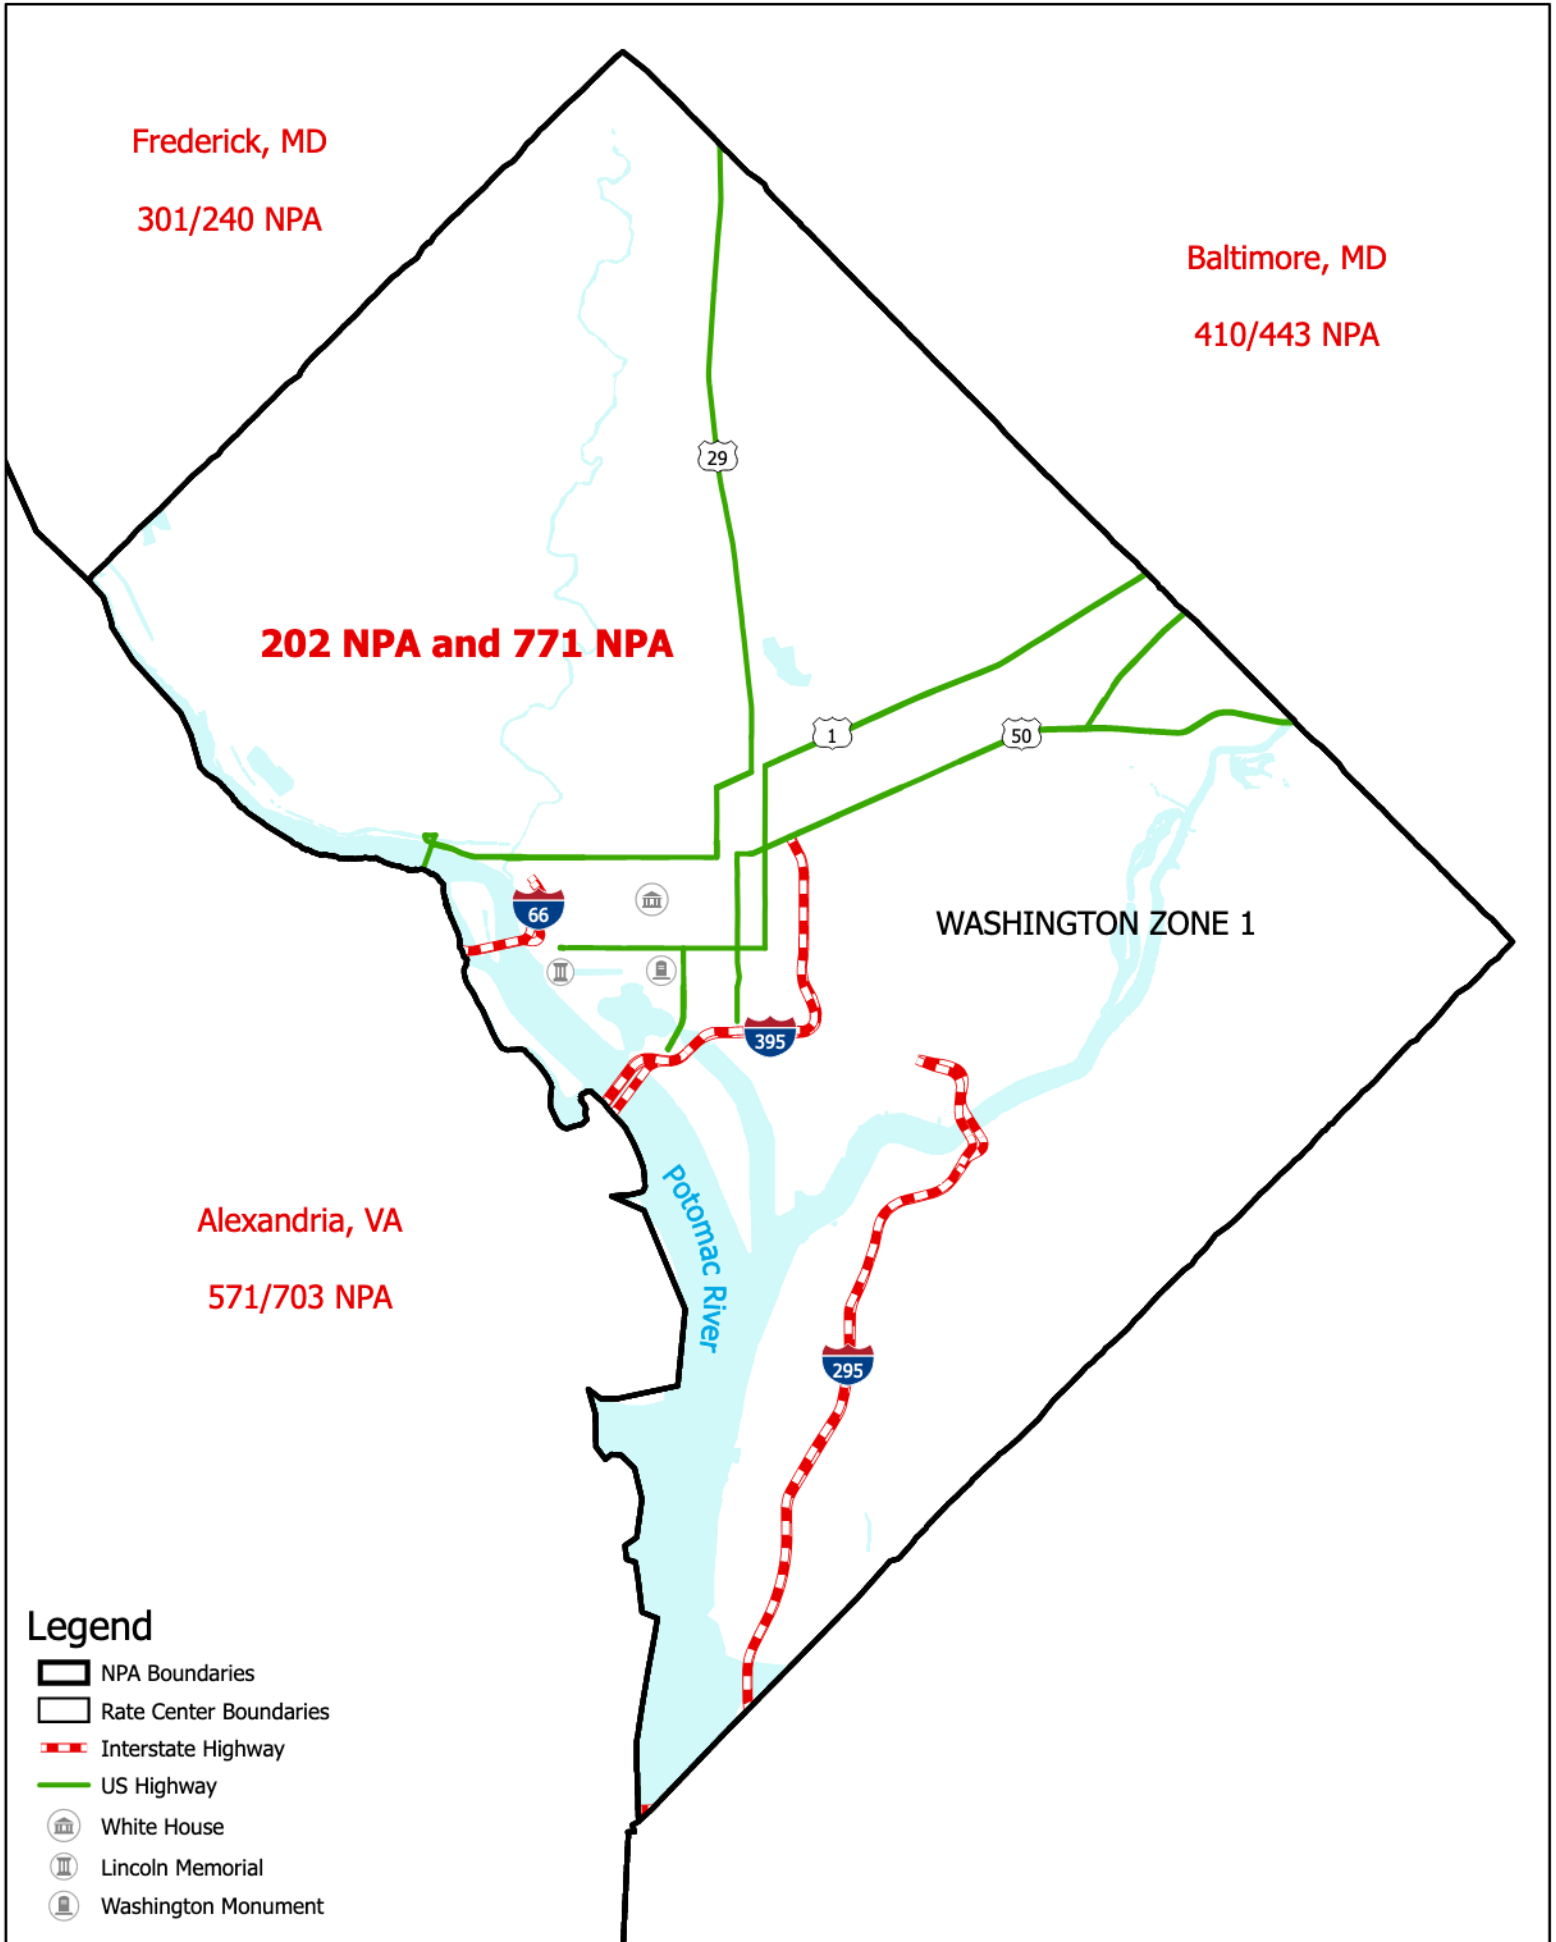 Frederick, MD
301/240 NPA
Baltimore, MD
410/443 NPA
29
202 NPA and 771 NPA
1
50
66
WASHINGTON ZONE 1
395
Potomac River
Alexandria, VA
571/703 NPA
295
Legend
NPA Boundaries
Rate Center Boundaries
Interstate Highway
US Highway
White House
Lincoln Memorial
Washington Monument